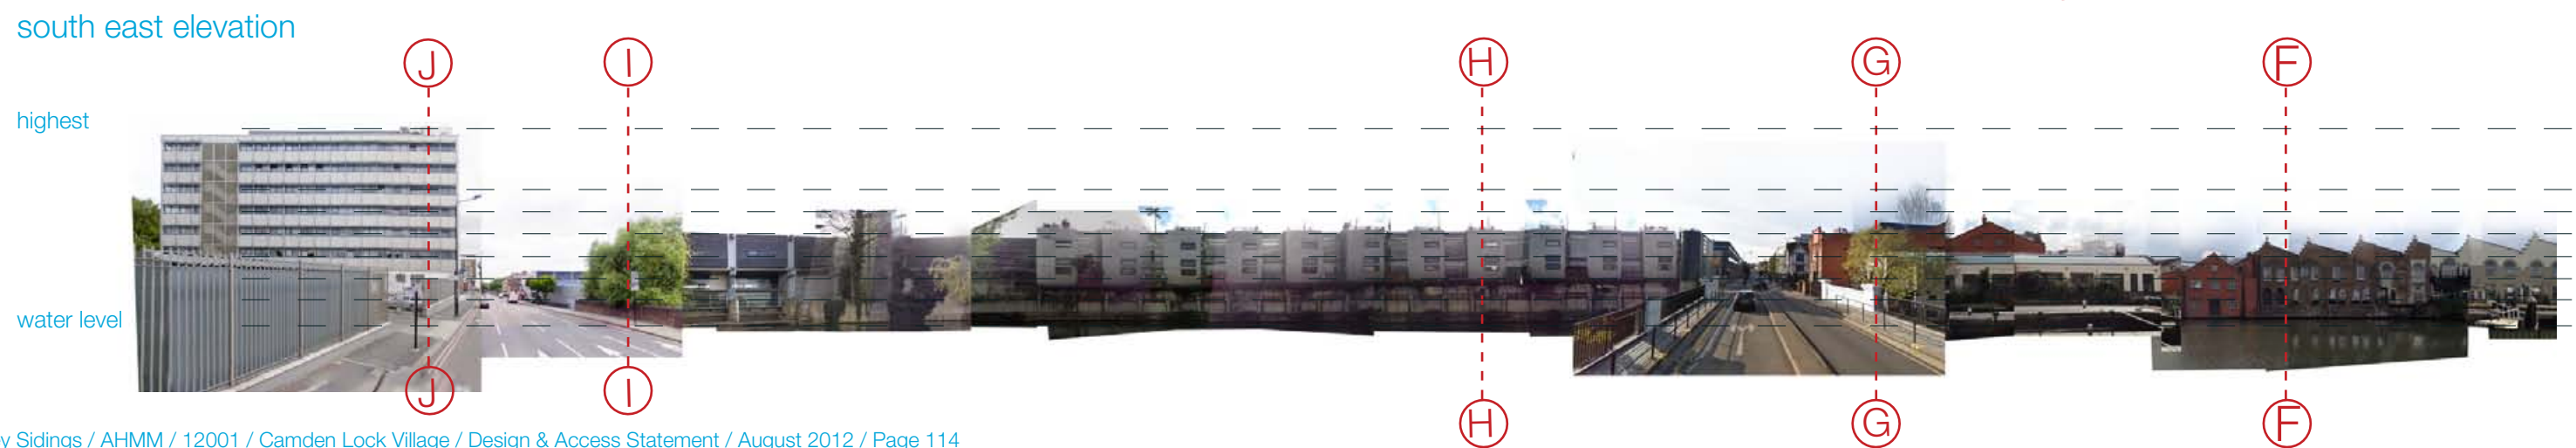 south east elevation
J I H G F
highest
water level
J I H G F
Sidings / AHMM / 12001 / Camden Lock Village / Design & Access Statement / August 2012 / Page 114